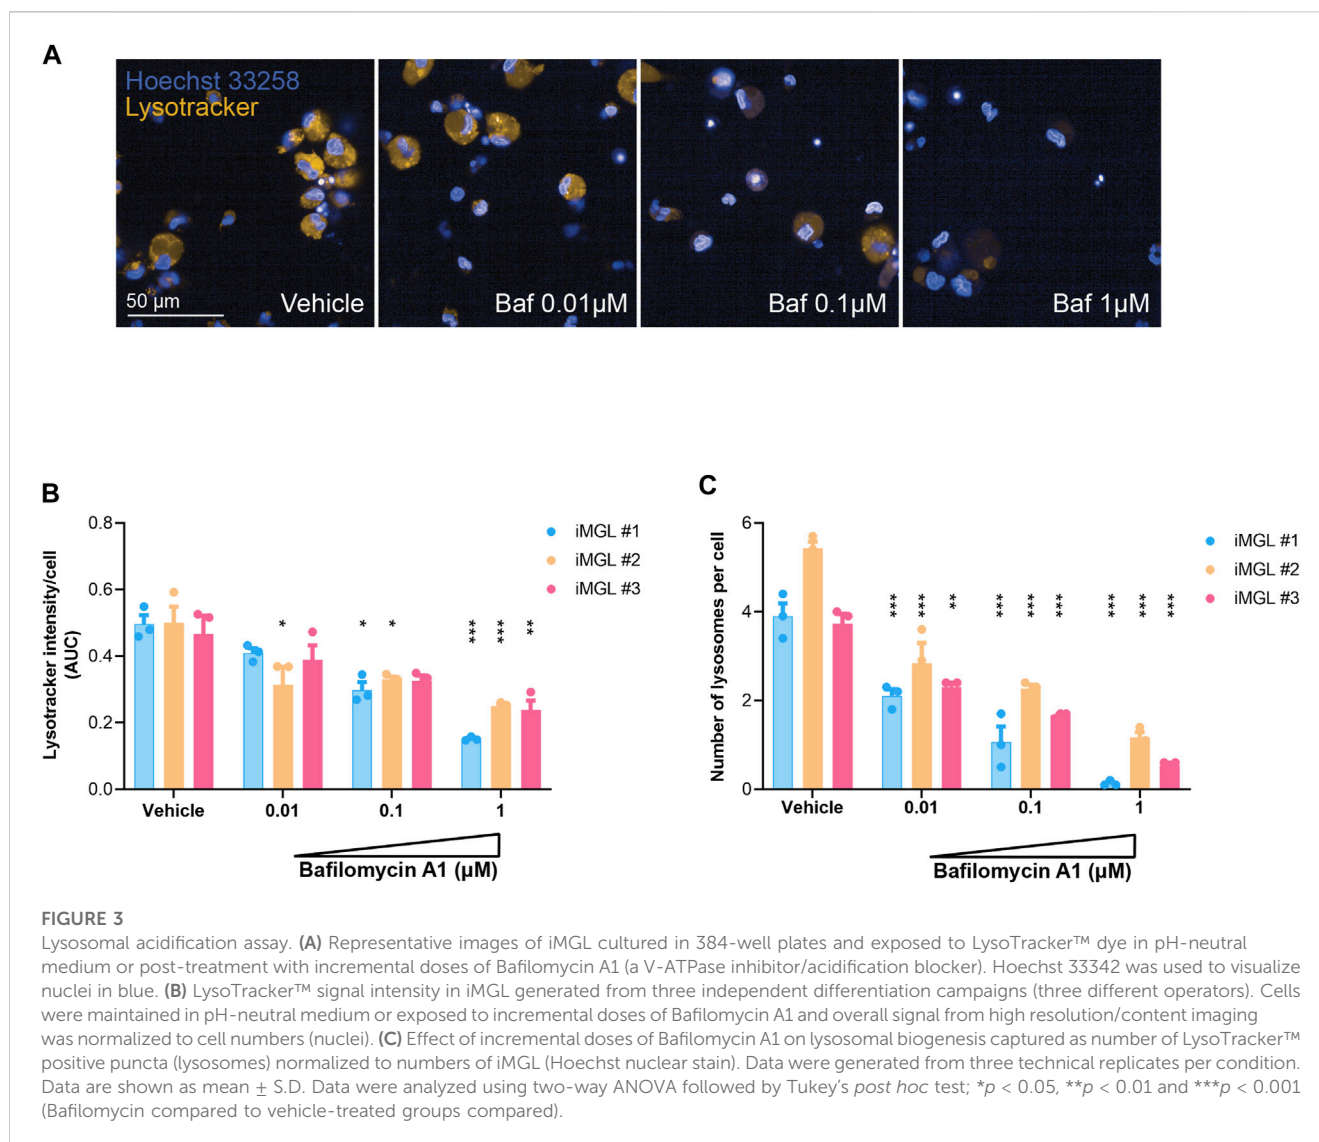 A
Hoechst 33258
Lysotracker
50 µm
Vehicle
Baf 0.01µM
Baf 0.1µM
Baf 1µM
B
Lysotracker intensity/cell
(AUC)
0.8
0.6
0.4
0.2
0.0
iMGL #1
iMGL #2
iMGL #3
*
*
*
***
***
**
Vehicle
0.01
0.1
1
Bafilomycin A1 (µM)
C
Number of lysosomes per cell
6
4
2
0
iMGL #1
iMGL #2
iMGL #3
***
***
**
***
***
***
***
***
***
Vehicle
0.01
0.1
1
Bafilomycin A1 (µM)
FIGURE 3
Lysosomal acidification assay. (A) Representative images of iMGL cultured in 384-well plates and exposed to LysoTracker™ dye in pH-neutral
medium or post-treatment with incremental doses of Bafilomycin A1 (a V-ATPase inhibitor/acidification blocker). Hoechst 33342 was used to visualize
nuclei in blue. (B) LysoTracker™ signal intensity in iMGL generated from three independent differentiation campaigns (three different operators). Cells
were maintained in pH-neutral medium or exposed to incremental doses of Bafilomycin A1 and overall signal from high resolution/content imaging
was normalized to cell numbers (nuclei). (C) Effect of incremental doses of Bafilomycin A1 on lysosomal biogenesis captured as number of LysoTracker™
positive puncta (lysosomes) normalized to numbers of iMGL (Hoechst nuclear stain). Data were generated from three technical replicates per condition.
Data are shown as mean ± S.D. Data were analyzed using two-way ANOVA followed by Tukey's post hoc test; *p < 0.05, **p < 0.01 and ***p < 0.001
(Bafilomycin compared to vehicle-treated groups compared).